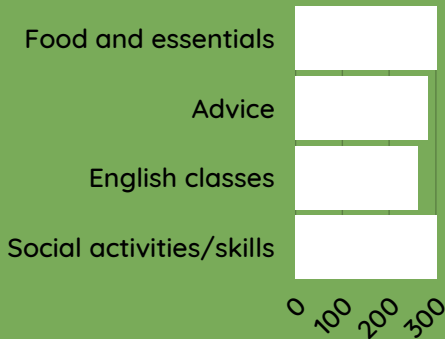 Food and essentials
Advice
English classes
Social activities/skills
0 100 200 300